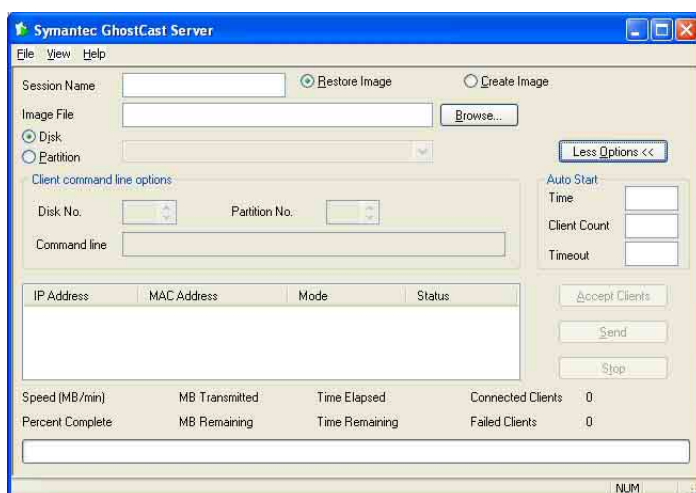 Symantec GhostCast Server
File View Help
Session Name
Restore Image
Create Image
Image File
Browse...
Disk
Partition
Less Options <<
Client command line options
Disk No.
Partition No.
Command line
Auto Start
Time
Client Count
Timeout
IP Address MAC Address Mode Status
Accept Clients
Send
Stop
Speed (MB/min) MB Transmitted Time Elapsed Connected Clients 0
Percent Complete MB Remaining Time Remaining Failed Clients 0
NUM